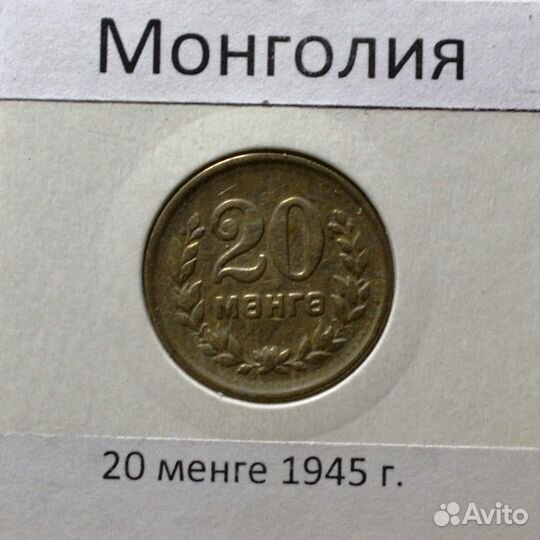 Монголия
20
мөнгө
20 менге 1945 г.
Avito